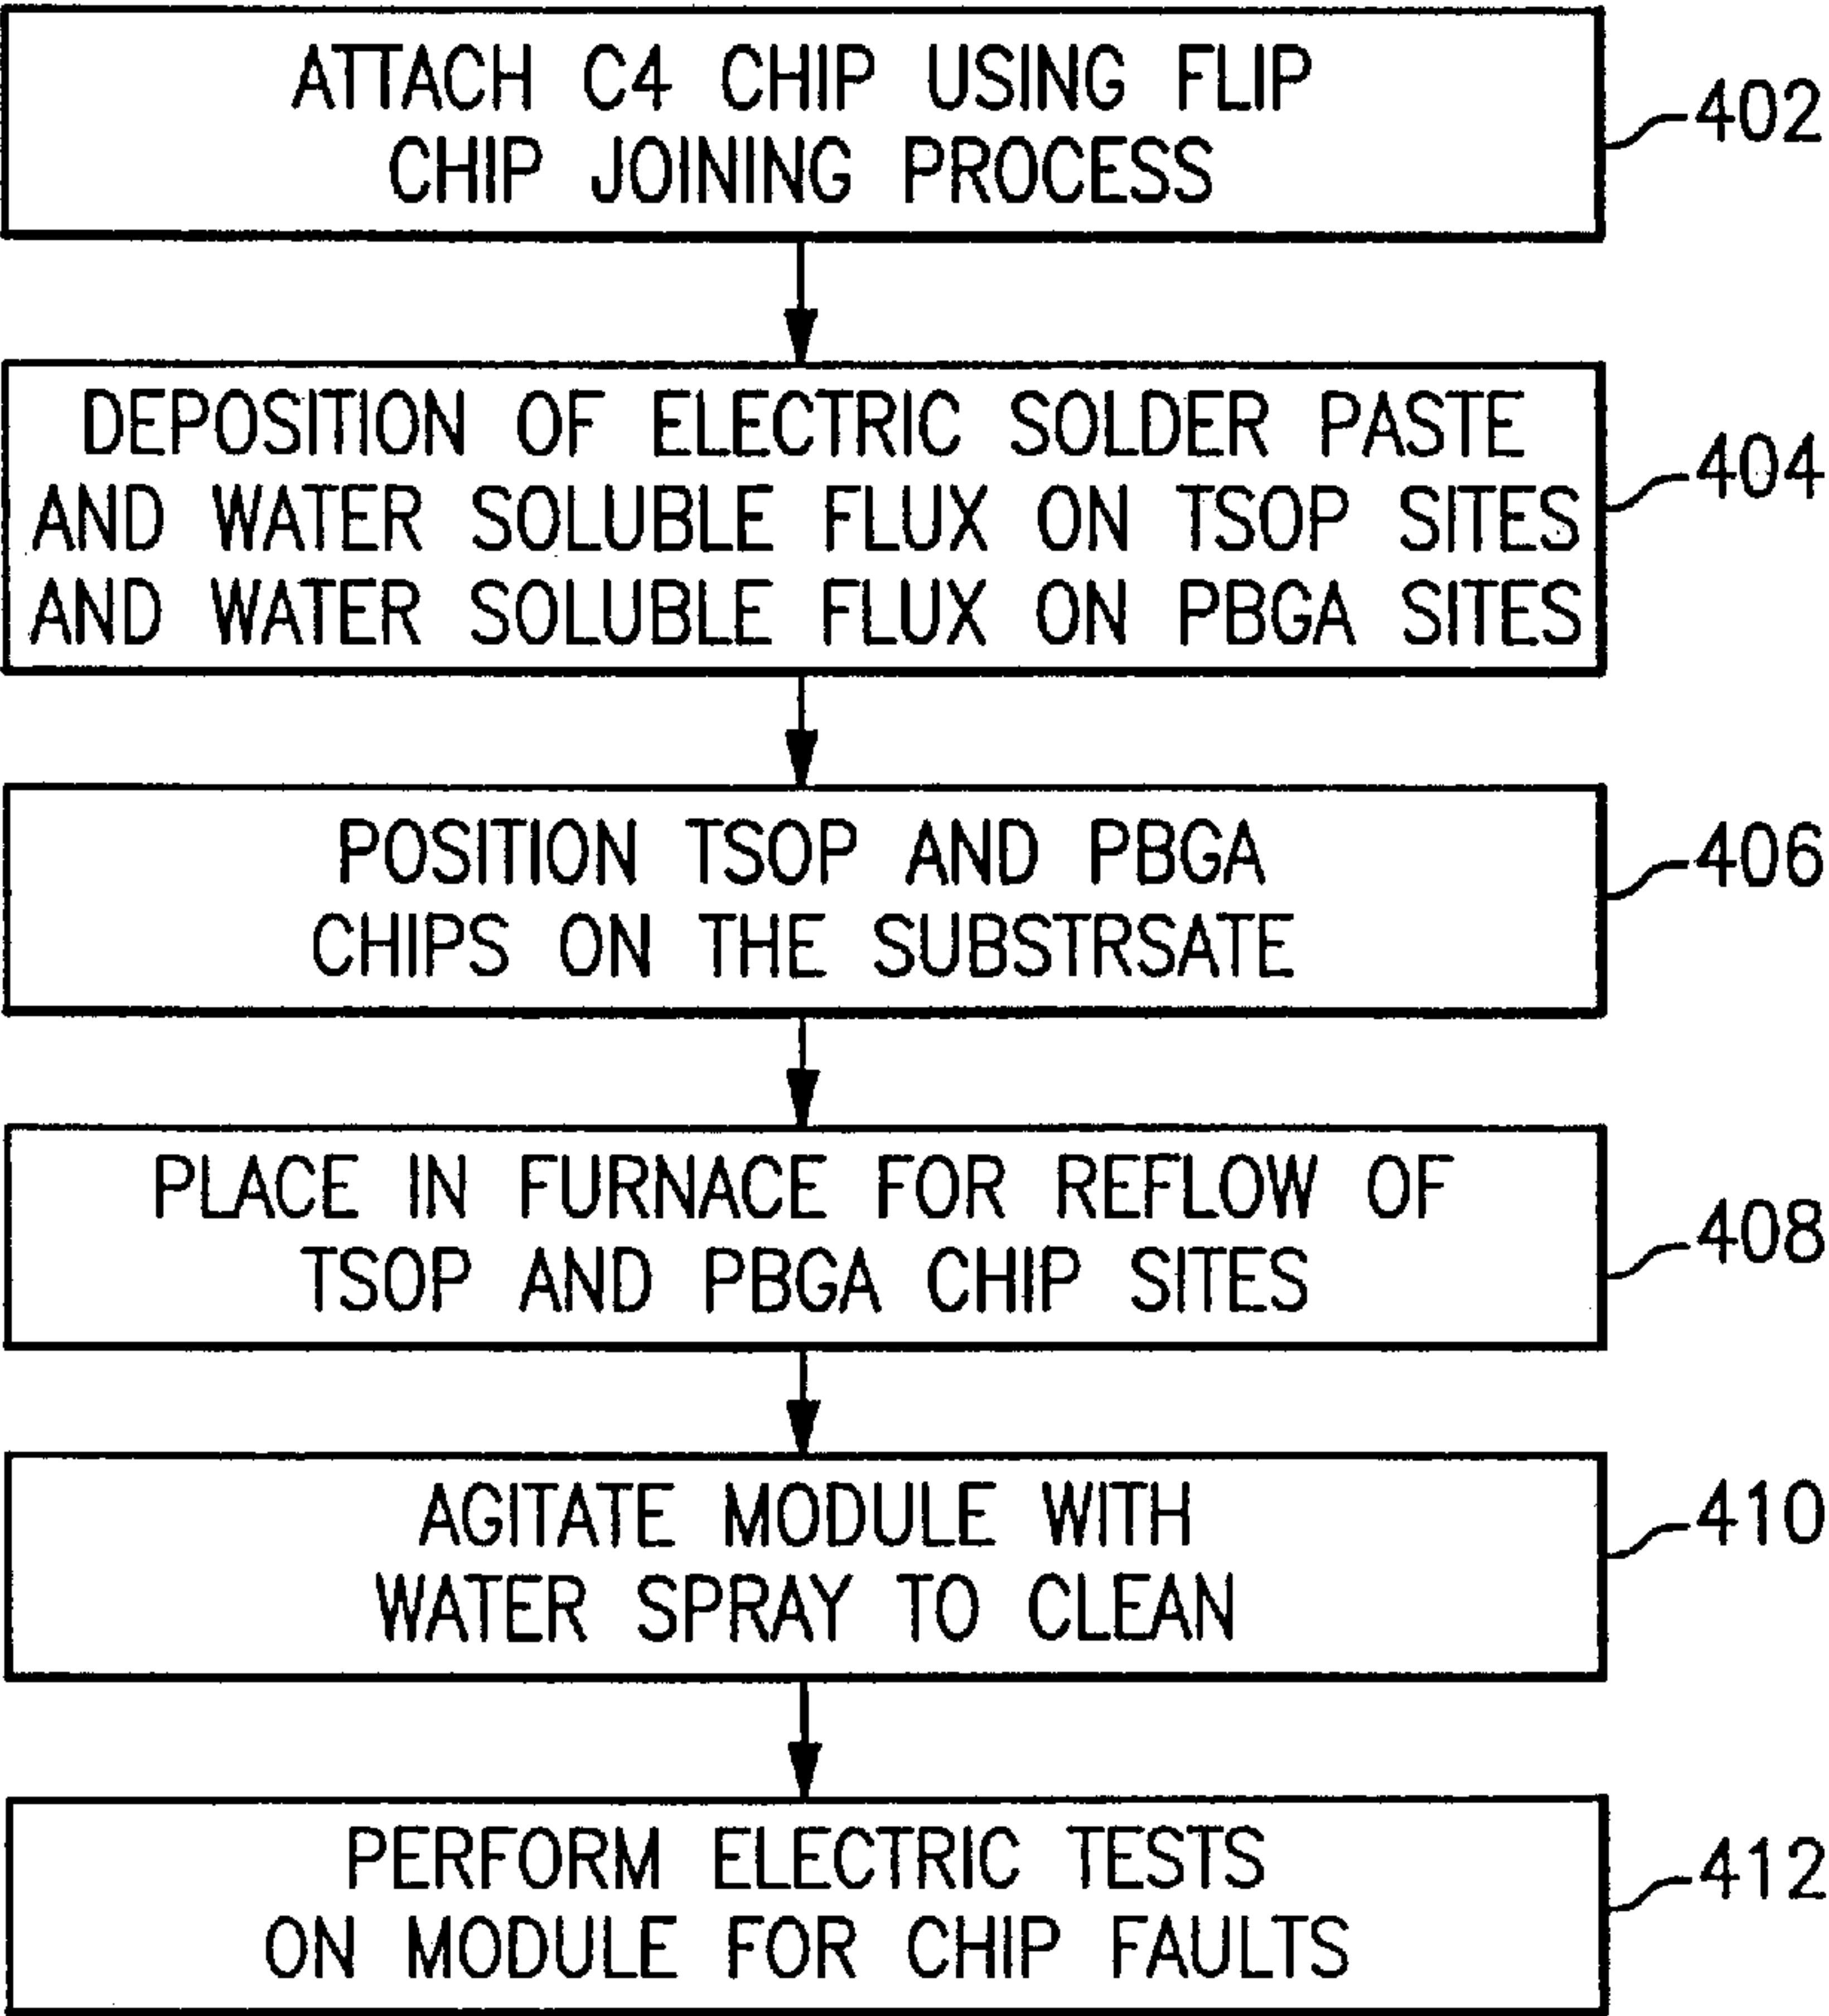 ATTACH C4 CHIP USING FLIP
CHIP JOINING PROCESS
402
DEPOSITION OF ELECTRIC SOLDER PASTE
AND WATER SOLUBLE FLUX ON TSOP SITES
AND WATER SOLUBLE FLUX ON PBGA SITES
404
POSITION TSOP AND PBGA
CHIPS ON THE SUBSTRSATE
406
PLACE IN FURNACE FOR REFLOW OF
TSOP AND PBGA CHIP SITES
408
AGITATE MODULE WITH
WATER SPRAY TO CLEAN
410
PERFORM ELECTRIC TESTS
ON MODULE FOR CHIP FAULTS
412